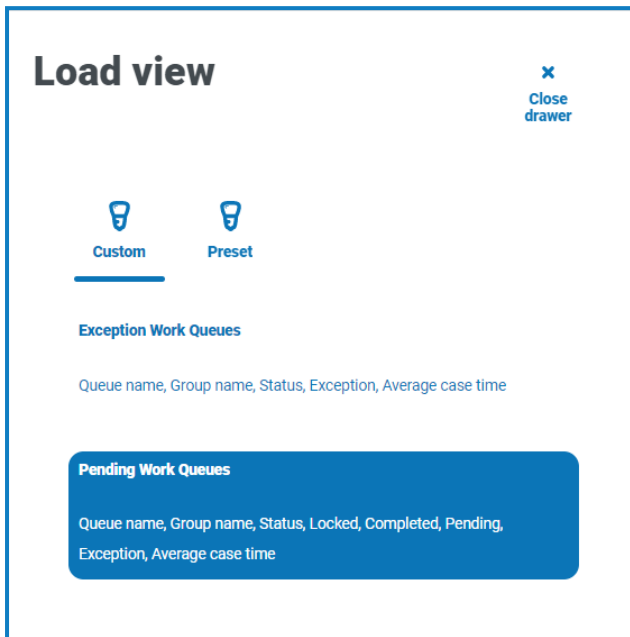 Load view
Close
drawer
Custom
Preset
Exception Work Queues
Queue name, Group name, Status, Exception, Average case time
Pending Work Queues
Queue name, Group name, Status, Locked, Completed, Pending,
Exception, Average case time